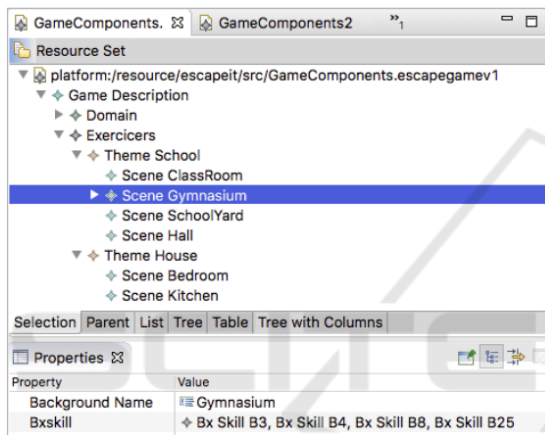 GameComponents. GameComponents2 »1
Resource Set
platform:/resource/escapeit/src/GameComponents.escapegamev1
Game Description
Domain
Exercicers
Theme School
Scene ClassRoom
Scene Gymnasium
Scene SchoolYard
Scene Hall
Theme House
Scene Bedroom
Scene Kitchen
Selection Parent List Tree Table Tree with Columns
Properties
Property Value
Background Name Gymnasium
Bxskill Bx Skill B3, Bx Skill B4, Bx Skill B8, Bx Skill B25